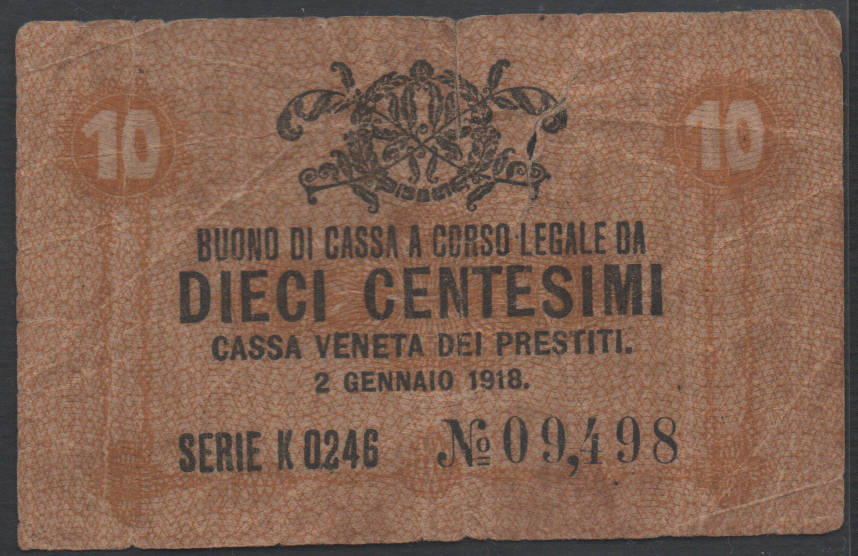 10 10
BUONO DI CASSA A CORSO LEGALE DA
DIECI CENTESIMI
CASSA VENETA DEI PRESTITI.
2 GENNAIO 1918.
SERIE K 0246 № 09,498